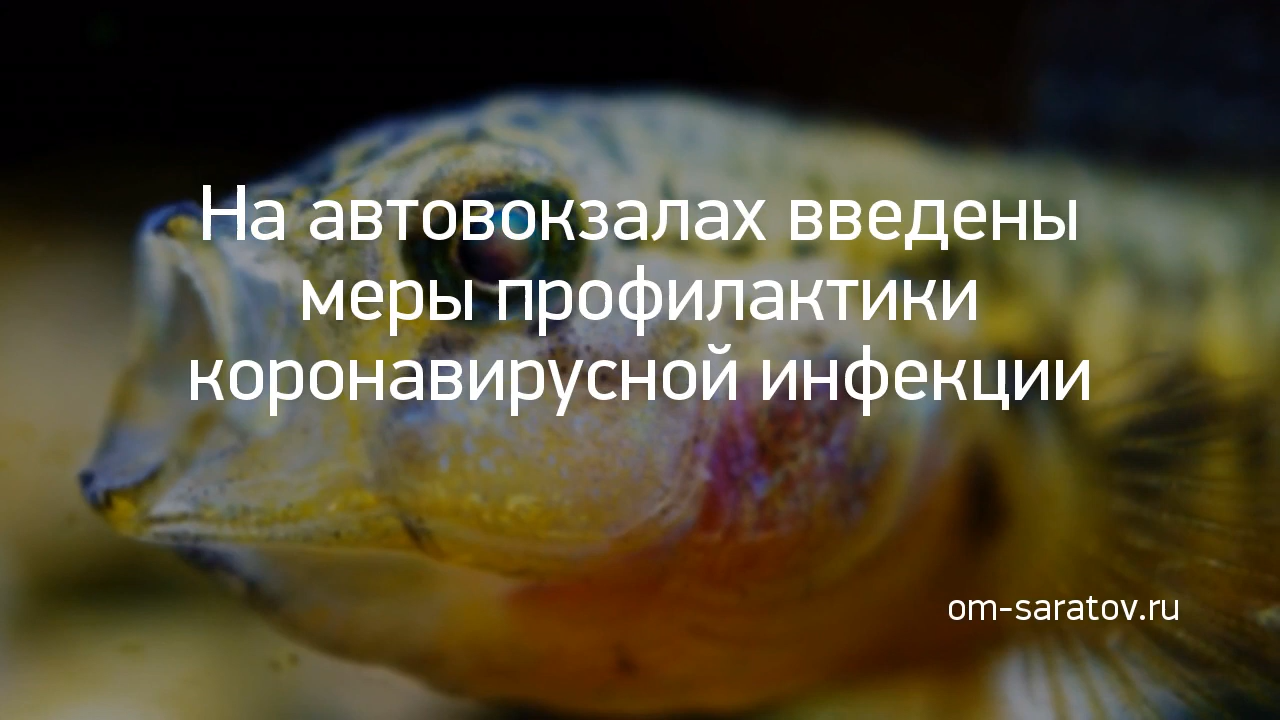 На автовокзалах введены
меры профилактики
коронавирусной инфекции
om-saratov.ru